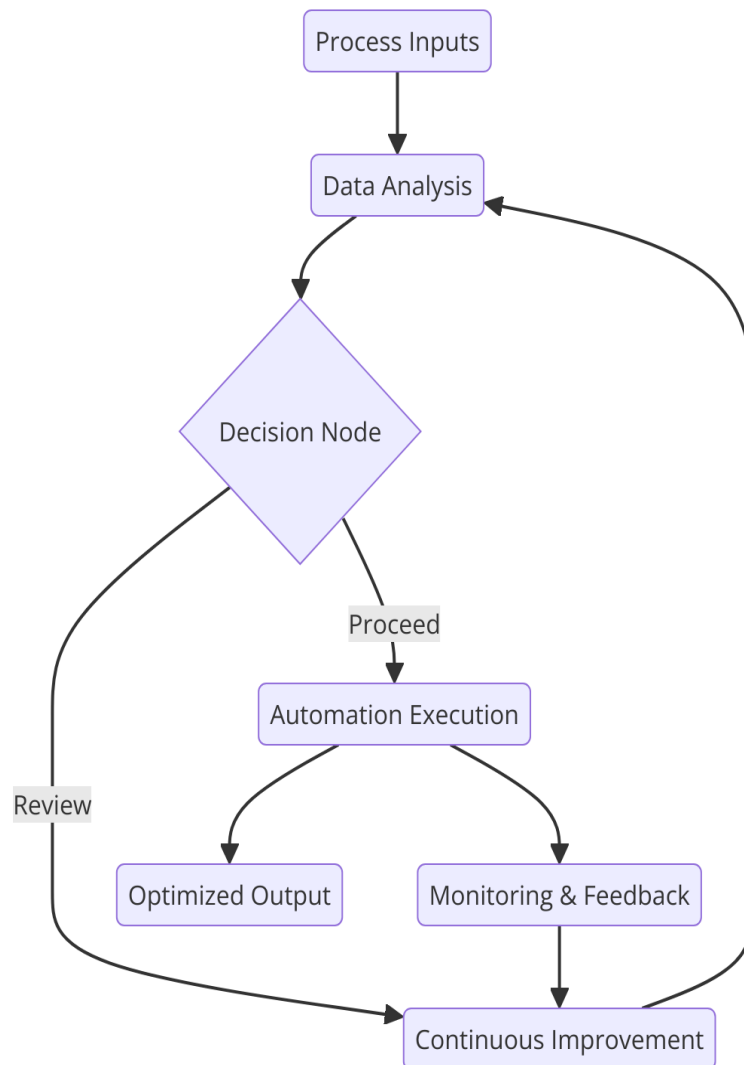 Process Inputs
Data Analysis
Decision Node
Proceed
Automation Execution
Review
Optimized Output
Monitoring & Feedback
Continuous Improvement